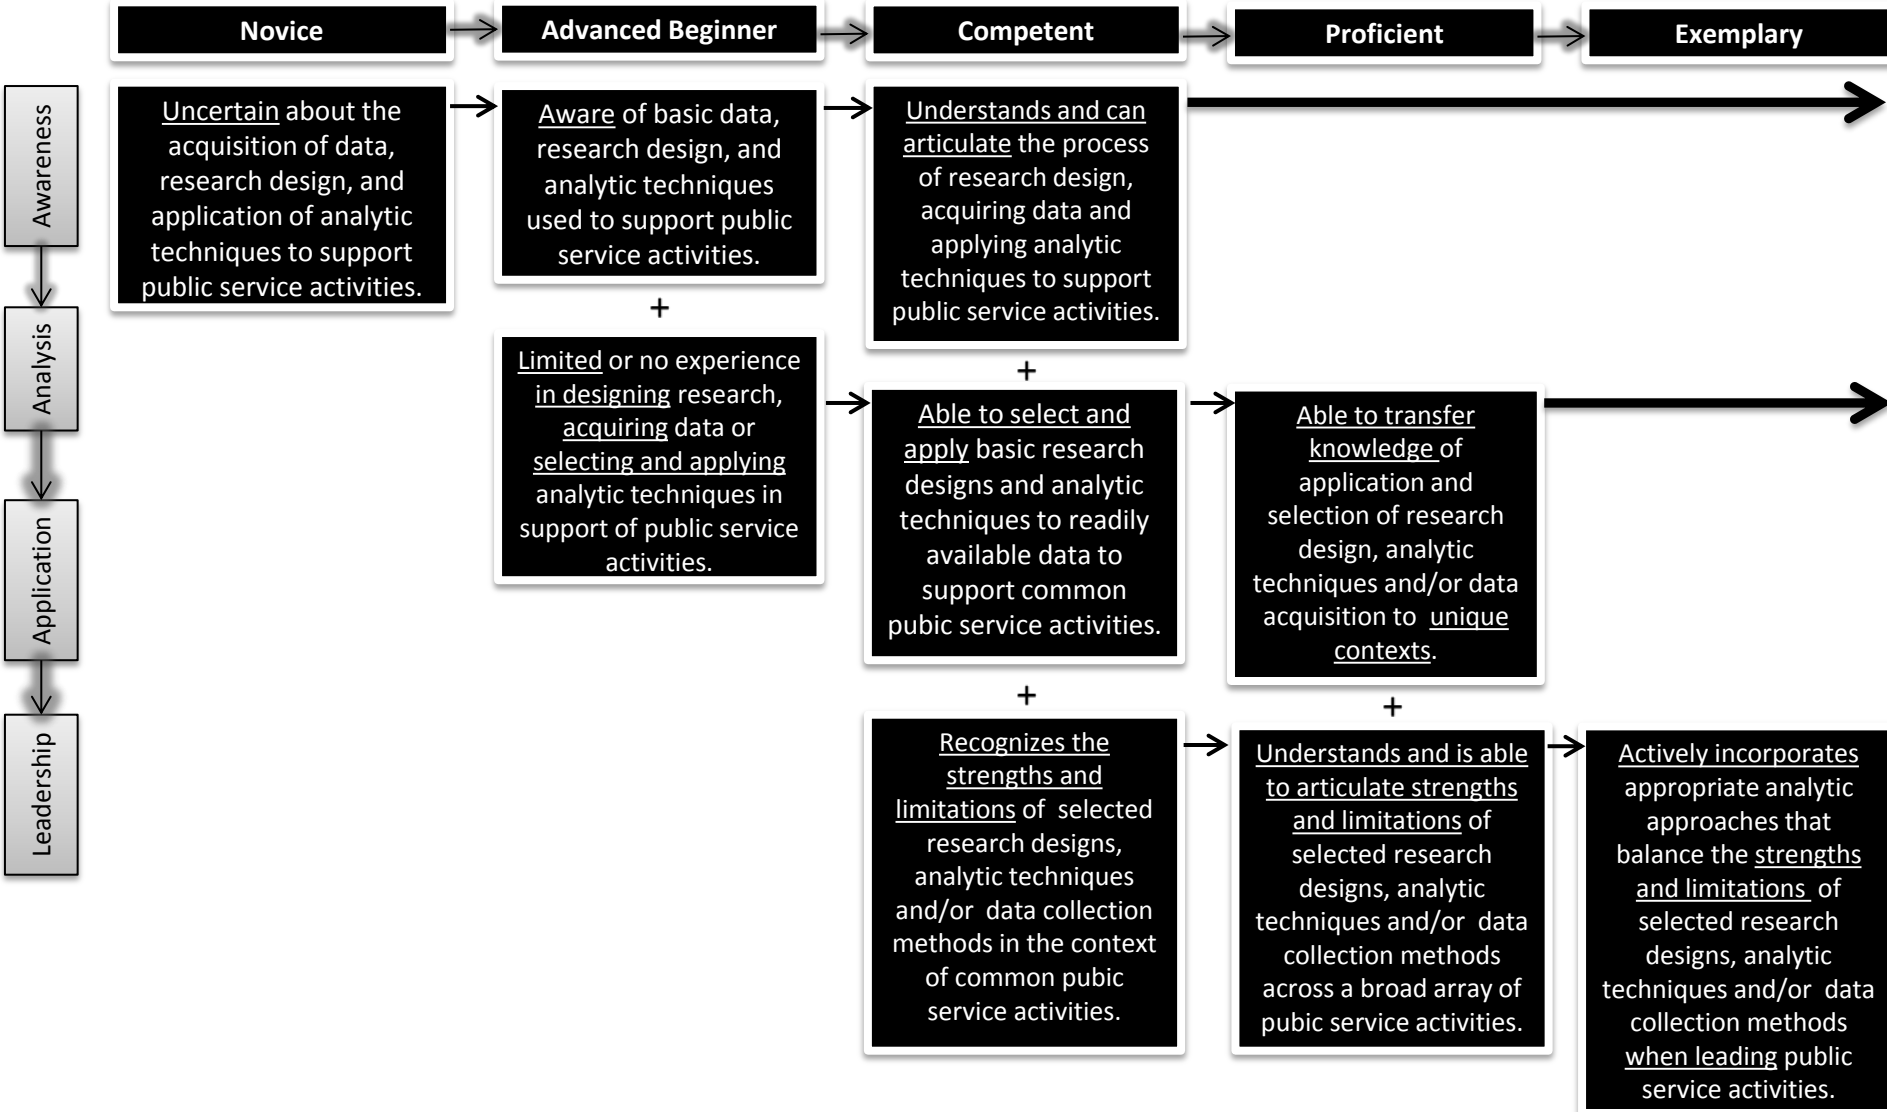 Novice
Advanced Beginner
Competent
Proficient
Exemplary
Awareness
Analysis
Application
Leadership
Uncertain about the
acquisition of data,
research design, and
application of analytic
techniques to support
public service activities.
Aware of basic data,
research design, and
analytic techniques
used to support public
service activities.
+
Limited or no experience
in designing research,
acquiring data or
selecting and applying
analytic techniques in
support of public service
activities.
Understands and can
articulate the process
of research design,
acquiring data and
applying analytic
techniques to support
public service activities.
+
Able to select and
apply basic research
designs and analytic
techniques to readily
available data to
support common
pubic service activities.
+
Recognizes the
strengths and
limitations of selected
research designs,
analytic techniques
and/or data collection
methods in the context
of common pubic
service activities.
Able to transfer
knowledge of
application and
selection of research
design, analytic
techniques and/or data
acquisition to unique
contexts.
+
Understands and is able
to articulate strengths
and limitations of
selected research
designs, analytic
techniques and/or data
collection methods
across a broad array of
pubic service activities.
Actively incorporates
appropriate analytic
approaches that
balance the strengths
and limitations of
selected research
designs, analytic
techniques and/or data
collection methods
when leading public
service activities.